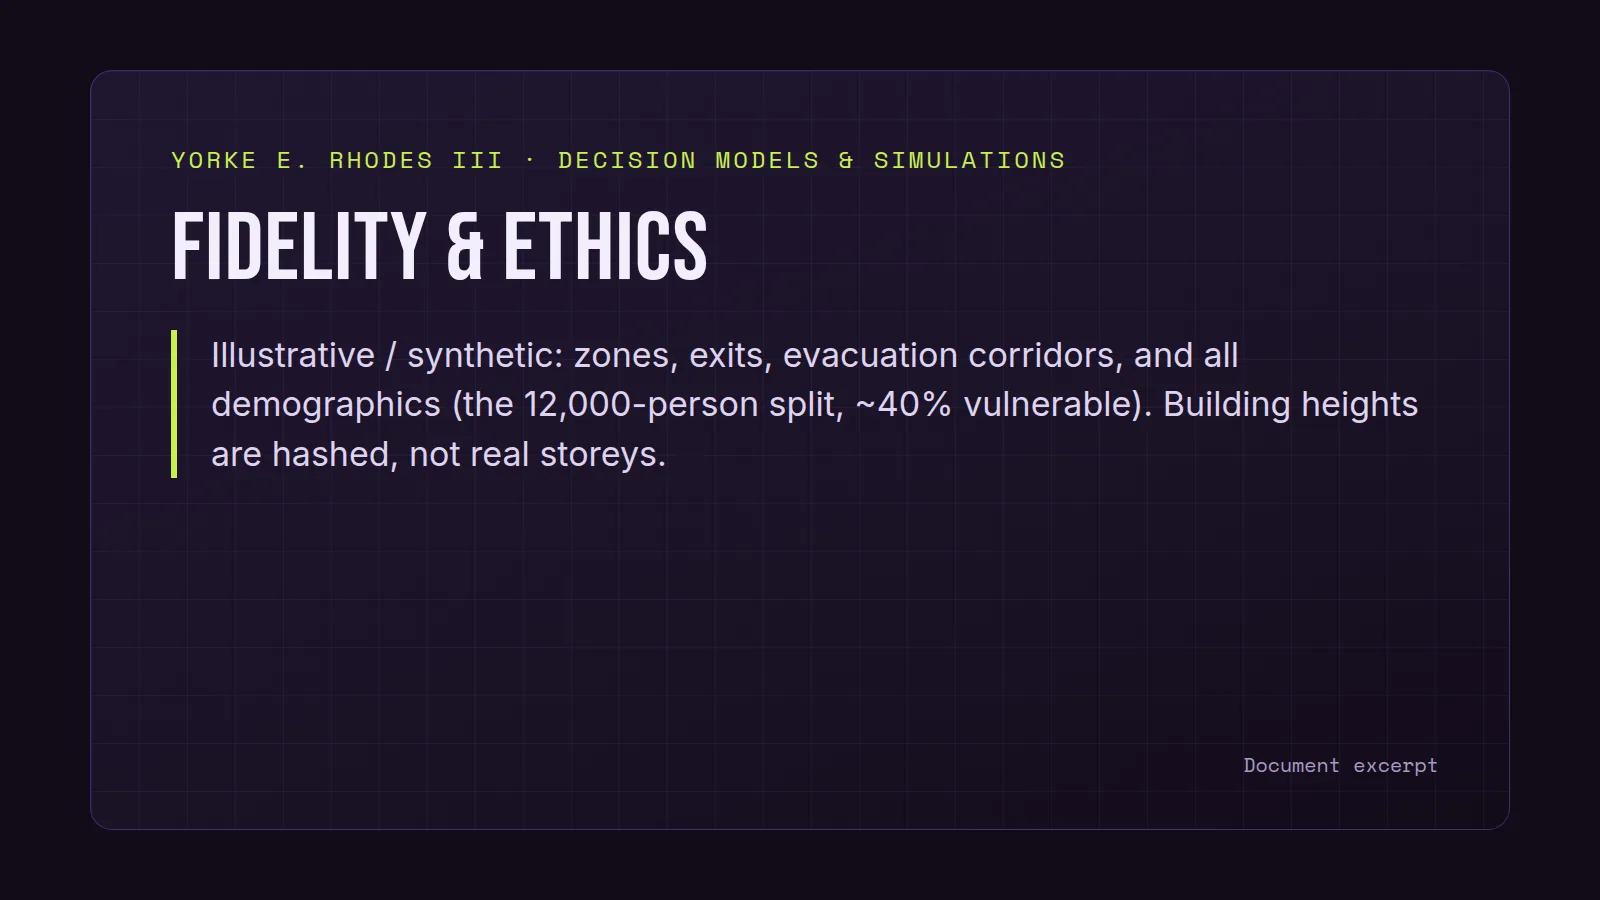 YORKE E. RHODES III · DECISION MODELS & SIMULATIONS
FIDELITY & ETHICS
Illustrative / synthetic: zones, exits, evacuation corridors, and all
demographics (the 12,000-person split, ~40% vulnerable). Building heights
are hashed, not real storeys.
Document excerpt